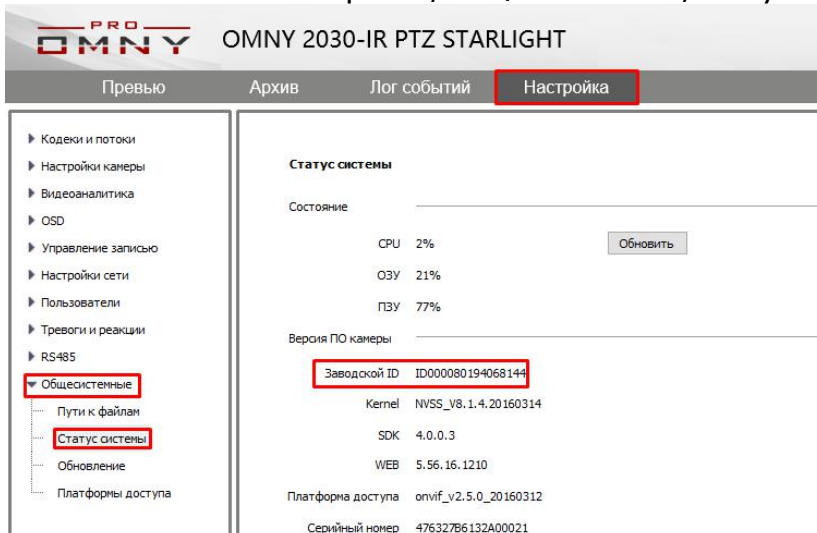 PRO
OMNY
OMNY 2030-IR PTZ STARLIGHT
Превью Архив Лог событий Настройка
Кодеки и потоки
Настройки камеры
Видеоаналитика
OSD
Управление записью
Настройки сети
Пользователи
Тревоги и реакции
RS485
Общесистемные
Пути к файлам
Статус системы
Обновление
Платформы доступа
Статус системы
Состояние
CPU 2% Обновить
ОЗУ 21%
ПЗУ 77%
Версия ПО камеры
Заводской ID ID000080194068144
Kernel NVSS_V8.1.4.20160314
SDK 4.0.0.3
WEB 5.56.16.1210
Платформа доступа onvif_v2.5.0_20160312
Серийный номер 476327B6132A00021